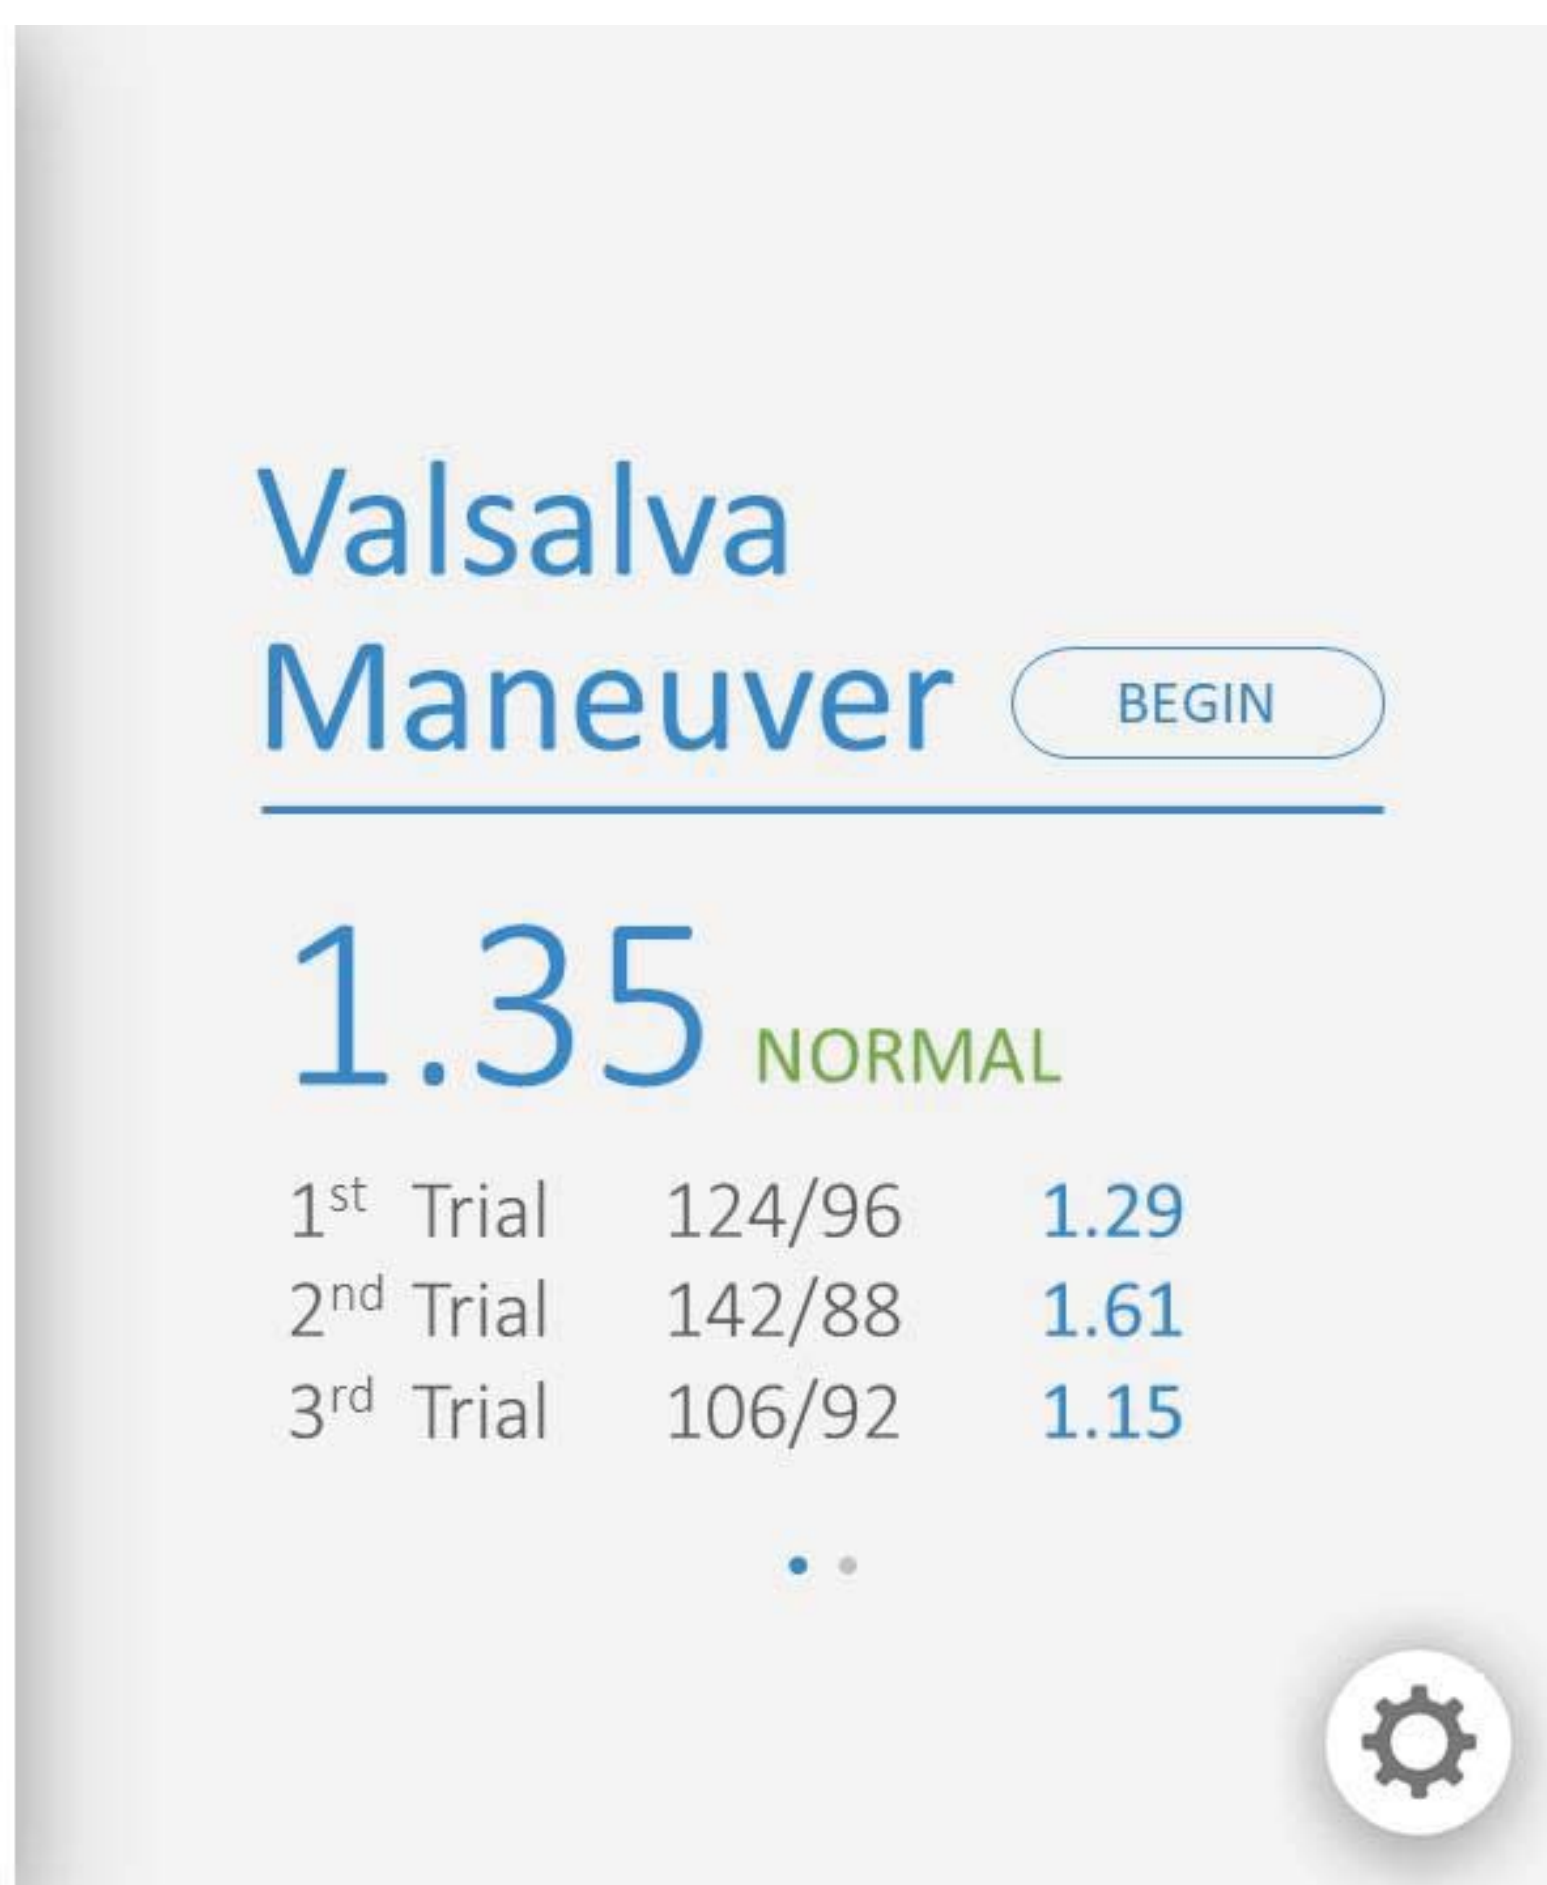 Valsalva
Maneuver BEGIN
1.35 NORMAL
1st Trial 124/96 1.29
2nd Trial 142/88 1.61
3rd Trial 106/92 1.15